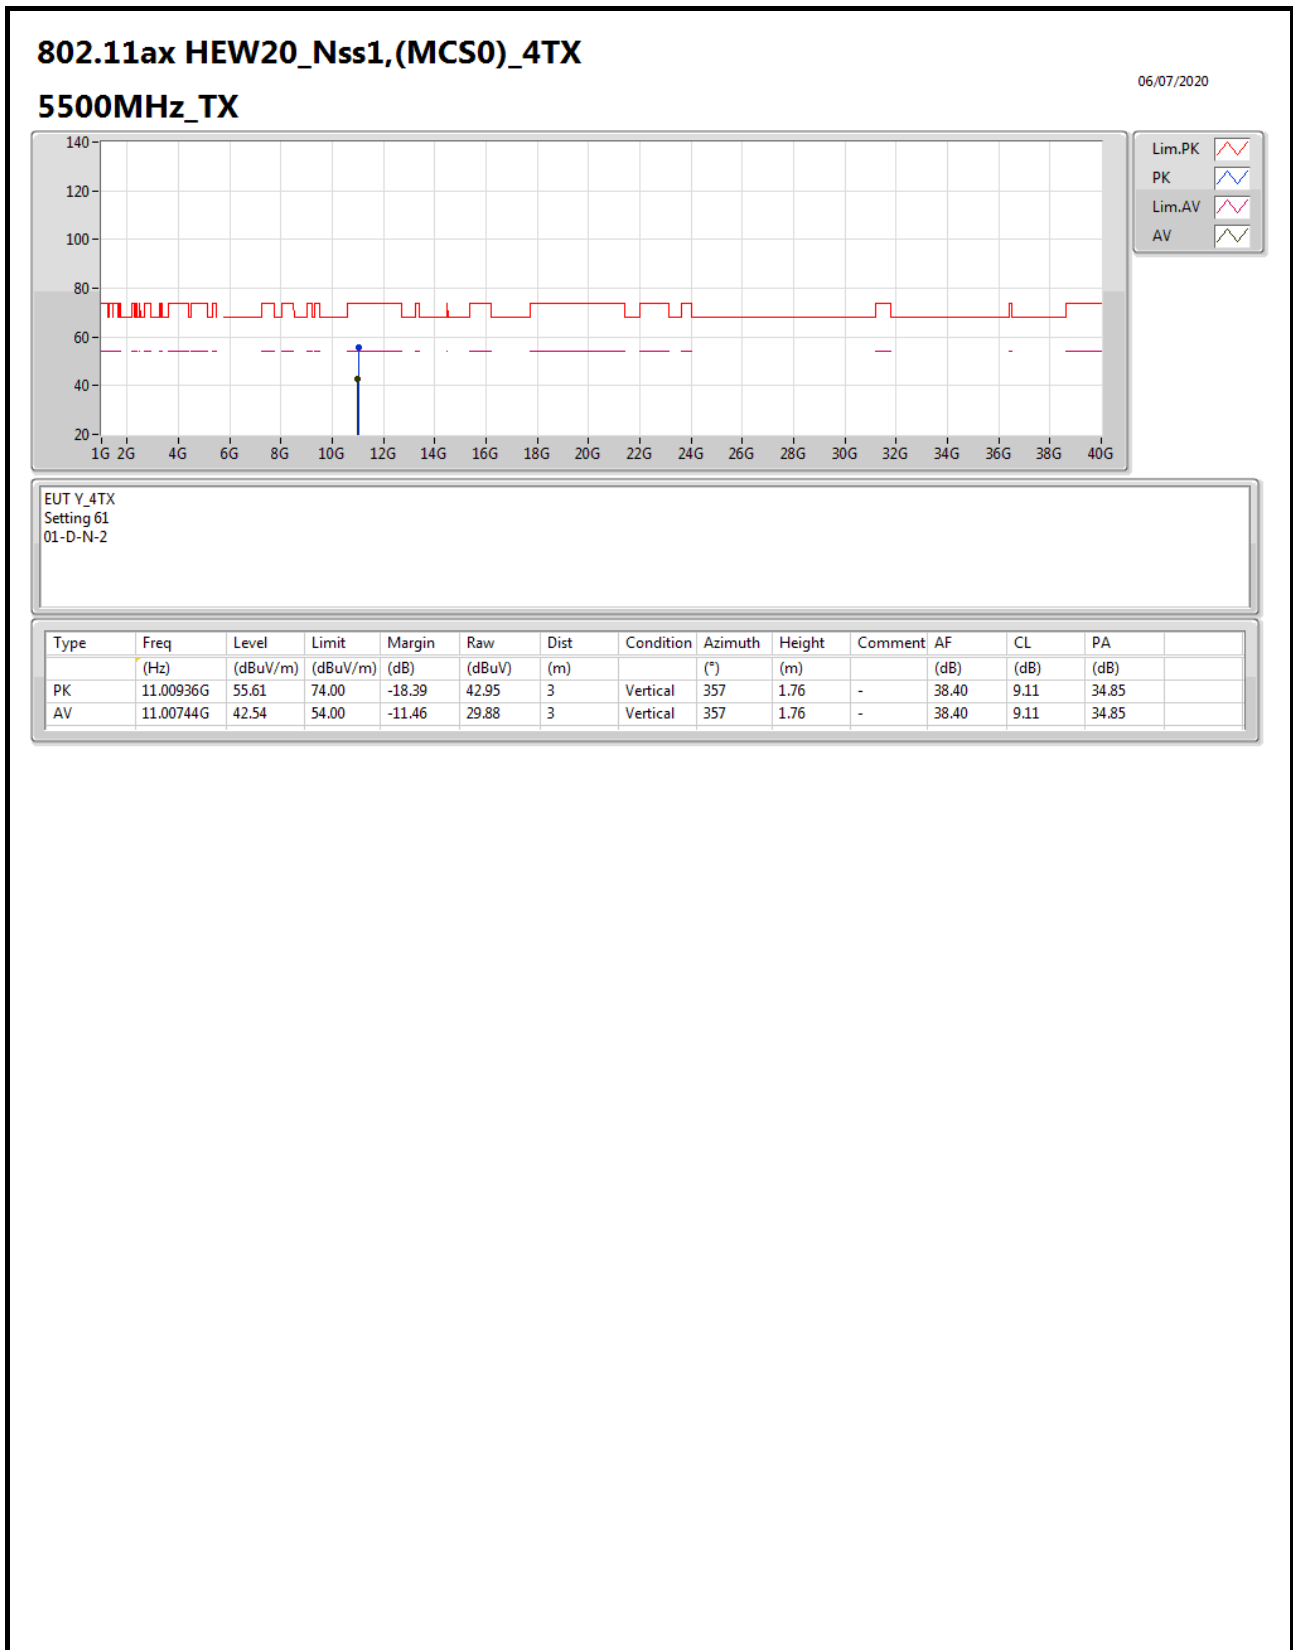 802.11ax HEW20_Nss1,(MCS0)_4TX
06/07/2020
5500MHz_TX
140
120
100
80
60
40
20
1G 2G 4G 6G 8G 10G 12G 14G 16G 18G 20G 22G 24G 26G 28G 30G 32G 34G 36G 38G 40G
Lim.PK
PK
Lim.AV
AV
EUT Y_4TX
Setting 61
01-D-N-2
Type Freq Level Limit Margin Raw Dist Condition Azimuth Height Comment AF CL PA
(Hz) (dBuV/m) (dBuV/m) (dB) (dBuV) (m) (°) (m) (dB) (dB) (dB)
PK 11.00936G 55.61 74.00 -18.39 42.95 3 Vertical 357 1.76 - 38.40 9.11 34.85
AV 11.00744G 42.54 54.00 -11.46 29.88 3 Vertical 357 1.76 - 38.40 9.11 34.85